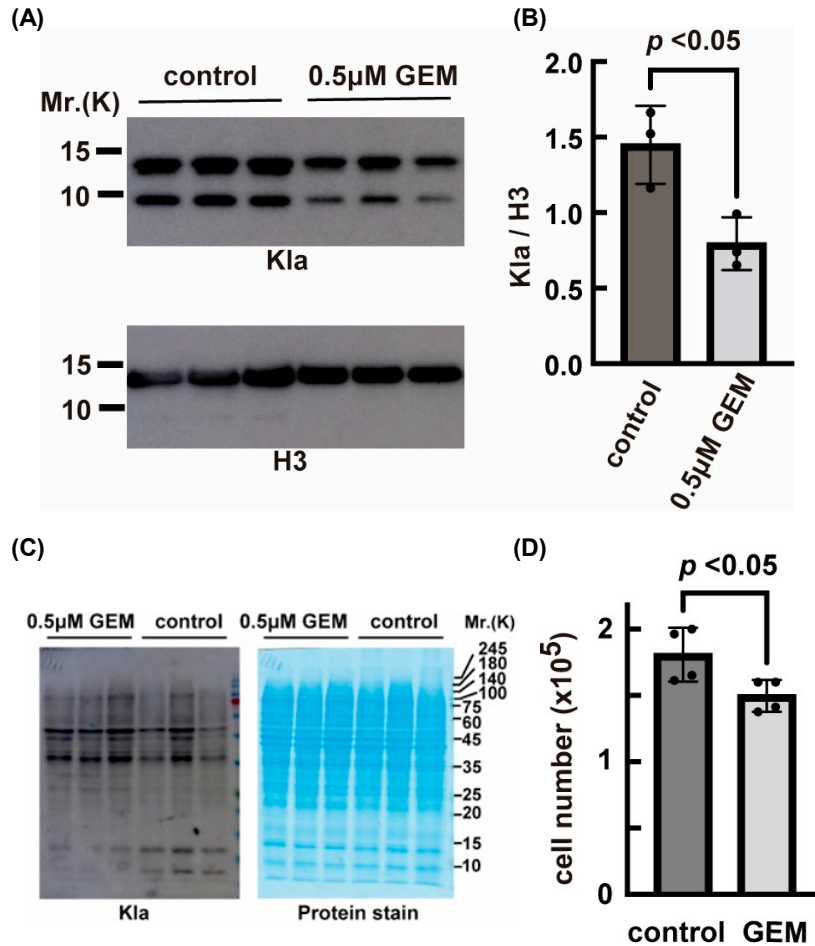 (A)
control 0.5µM GEM
Mr.(K)
15
10
Kla
15
10
H3
(B)
p <0.05
Kla / H3
2.0
1.5
1.0
0.5
0.0
control
0.5µM GEM
(C)
0.5µM GEM control 0.5µM GEM control Mr.(K)
245
180
140
100
75
60
45
35
25
20
15
10
Kla Protein stain
(D)
p <0.05
cell number (x10⁵)
2
1
0
control GEM